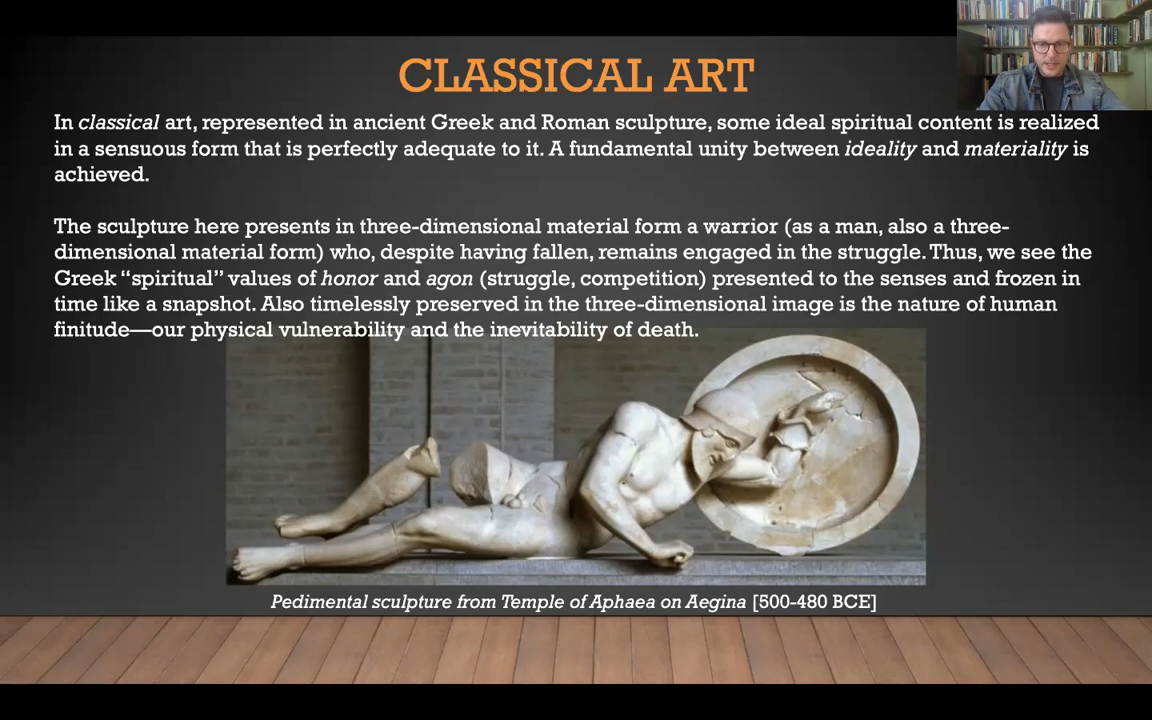 CLASSICAL ART
In classical art, represented in ancient Greek and Roman sculpture, some ideal spiritual content is realized
in a sensuous form that is perfectly adequate to it. A fundamental unity between ideality and materiality is
achieved.
The sculpture here presents in three-dimensional material form a warrior (as a man, also a three-
dimensional material form) who, despite having fallen, remains engaged in the struggle. Thus, we see the
Greek “spiritual” values of honor and agon (struggle, competition) presented to the senses and frozen in
time like a snapshot. Also timelessly preserved in the three-dimensional image is the nature of human
finitude—our physical vulnerability and the inevitability of death.
Pedimental sculpture from Temple of Aphaea on Aegina [500-480 BCE]